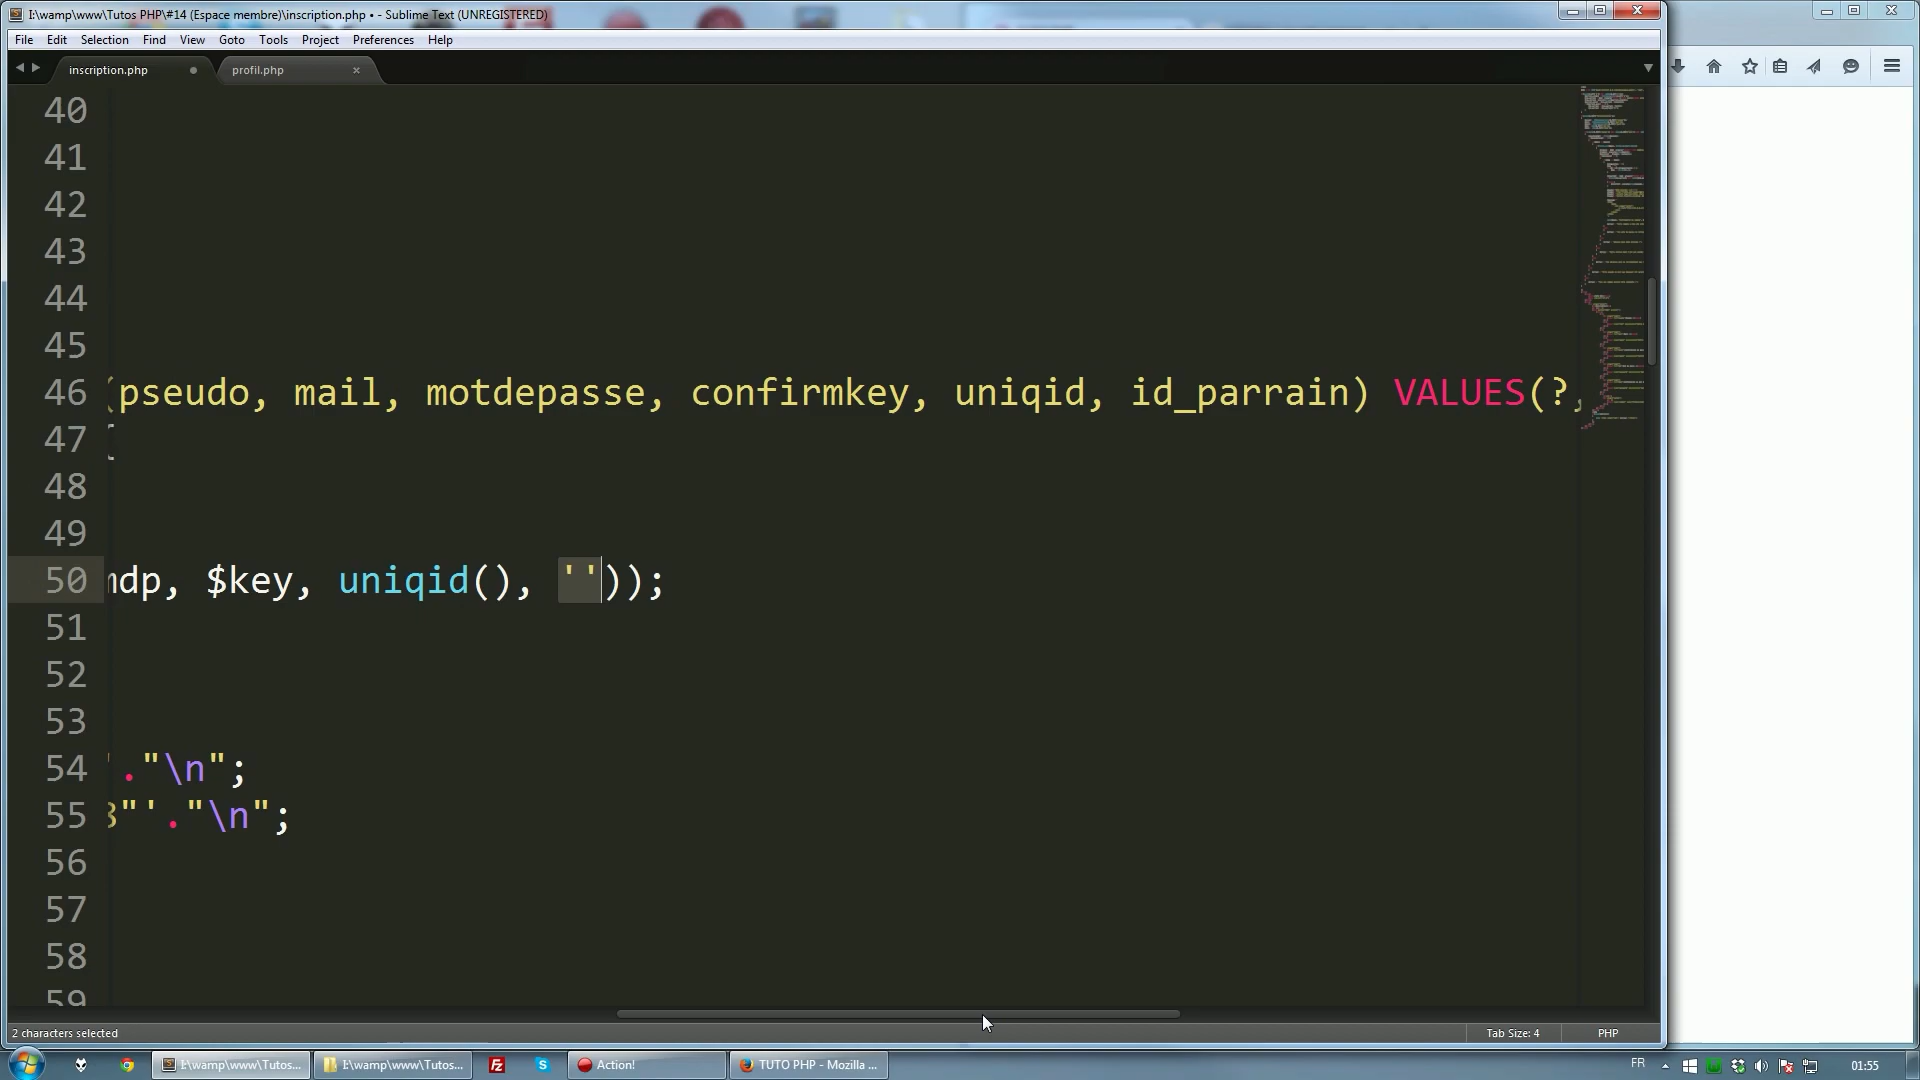 I:\wamp\www\Tutos PHP\#14 (Espace membre)\inscription.php • - Sublime Text (UNREGISTERED)
File Edit Selection Find View Goto Tools Project Preferences Help
inscription.php
profil.php
40
41
42
43
44
45
46 (pseudo, mail, motdepasse, confirmkey, uniqid, id_parrain) VALUES(?,
47 {
48
49
50 mdp, $key, uniqid(), ''));
51
52
53
54 '."\n";
55 8"'."\n";
56
57
58
59
2 characters selected
Tab Size: 4
PHP
I:\wamp\www\Tutos...
I:\wamp\www\Tutos...
Action!
TUTO PHP - Mozilla ...
FR
01:55